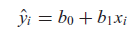 ŷᵢ = b₀ + b₁xᵢ